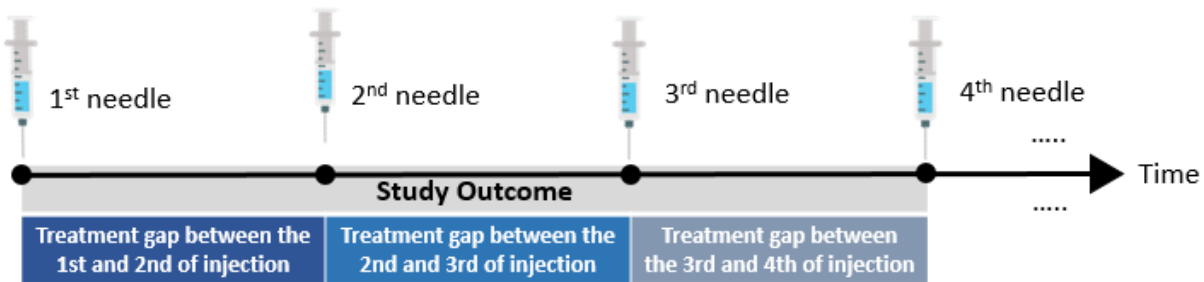 1st needle
2nd needle
3rd needle
4th needle
.....
Time
Study Outcome
.....
Treatment gap between the
1st and 2nd of injection
Treatment gap between the
2nd and 3rd of injection
Treatment gap between
the 3rd and 4th of injection